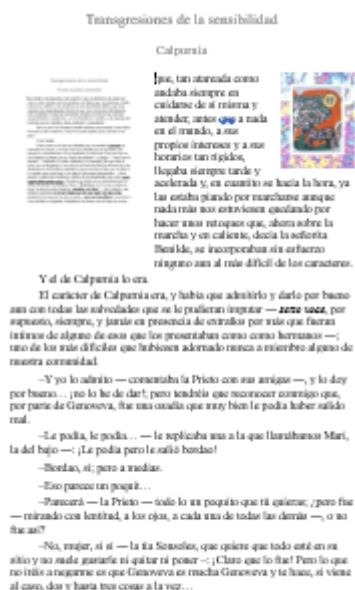 Transgresiones de la sensibilidad
Calpurnia
que, tan atareada como
andaba siempre en
cuidarse de sí misma y
atender, antes que a nada
en el mundo, a sus
propios intereses y a sus
horarios tan rígidos,
llegaba siempre tarde y
acelerada y, en cuantito se hacía la hora, ya
las estaba piando por marcharse aunque
nada más nos estuviesen quedando por
hacer unos retoques que, ahora sobre la
marcha y en caliente, decía la señorita
Benilde, se incorporaban sin esfuerzo
ninguno aun al más difícil de los caracteres.
Y el de Calpurnia lo era.
El carácter de Calpurnia era, y había que admitirlo y darlo por bueno
aun con todas las salvedades que se le pudieran imputar — sotto voce, por
supuesto, siempre, y jamás en presencia de extraños por más que fueran
íntimos de alguno de esos que los presentaban como como hermanos —;
uno de los más difíciles que hubiesen adornado nunca a miembro alguno de
nuestra comunidad.
–Y yo lo admito — comentaba la Prieto con sus amigas —, y lo doy
por bueno… ¡no lo he de dar!, pero tendréis que reconocer conmigo que,
por parte de Genoveva, fue una osadía que muy bien le podía haber salido
mal.
–Le podía, le podía… — le replicaba una a la que llamábamos Mari,
la del bajo —: ¡Le podía pero le salió bordao!
–Bordao, sí; pero a medias.
–Eso parece un poquit…
–Parecerá — la Prieto — todo lo un poquito que tú quieras; ¿pero fue
— mirando con lentitud, a los ojos, a cada una de todas las demás —, o no
fue así?
–No, mujer, si sí — la tía Sonsoles, que quiere que todo esté en su
sitio y no suele gustarle ni quitar ni poner –: ¡Claro que lo fue! Pero lo que
no iréis a negarme es que Genoveva es mucha Genoveva y te hace, si viene
al caso, dos y hasta tres cosas a la vez…